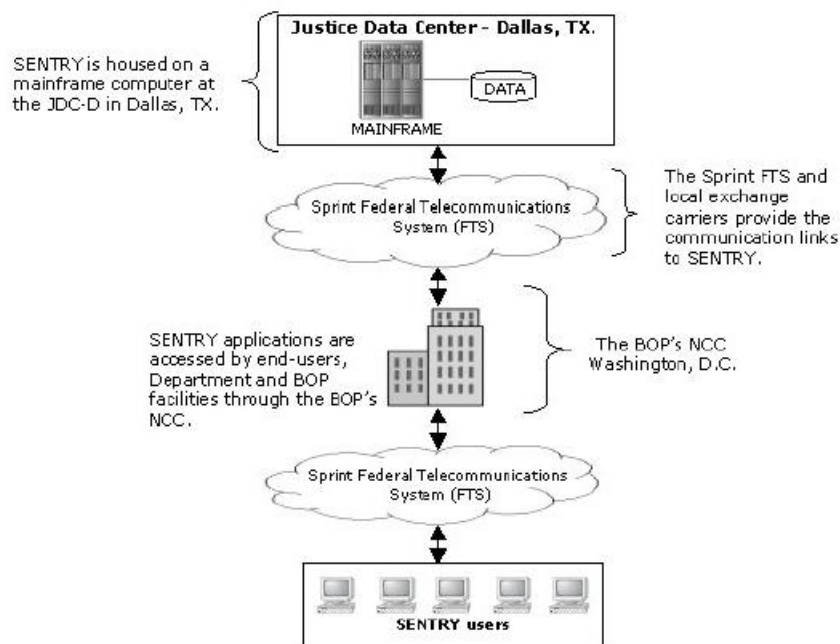 Justice Data Center - Dallas, TX.
SENTRY is housed on a
mainframe computer at
the JDC-D in Dallas, TX.
DATA
MAINFRAME
Sprint Federal Telecommunications
System (FTS)
The Sprint FTS and
local exchange
carriers provide the
communication links
to SENTRY.
SENTRY applications are
accessed by end-users,
Department and BOP
facilities through the BOP's
NCC.
The BOP's NCC
Washington, D.C.
Sprint Federal Telecommunications
System (FTS)
SENTRY users